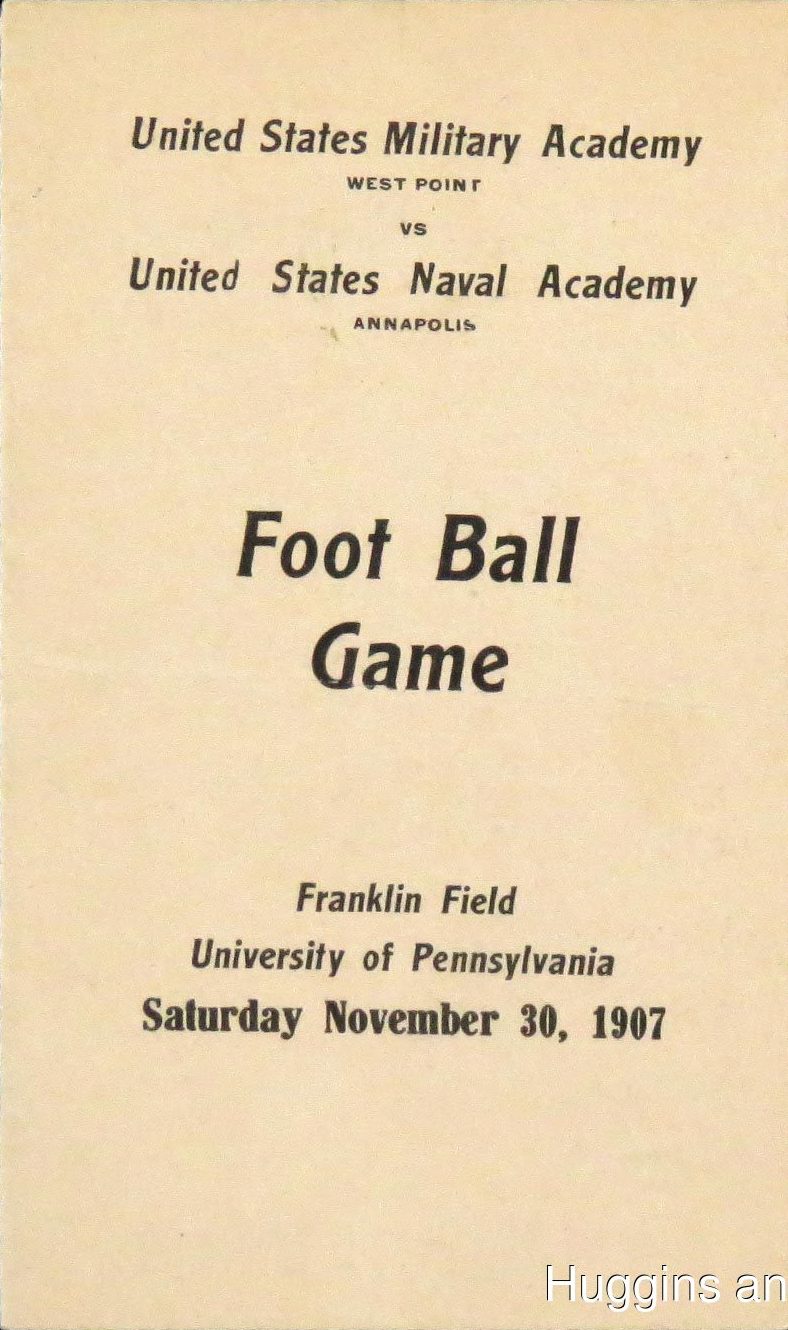 United States Military Academy
WEST POINT
VS
United States Naval Academy
ANNAPOLIS
Foot Ball
Game
Franklin Field
University of Pennsylvania
Saturday November 30, 1907
Huggins an